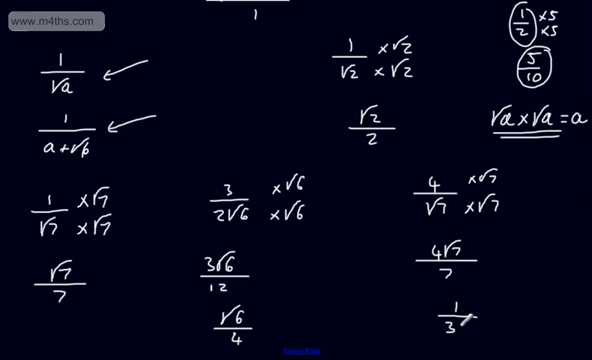 www.m4ths.com
1
1/√a
1/(a+√b)
1/√2 ×√2 ×√2
√2/2
1/2 ×5 ×5
5/10
√a×√a=a
1/√7 ×√7 ×√7
√7/7
3/2√6 ×√6 ×√6
3√6/12
√6/4
4/√7 ×√7 ×√7
4√7/7
1/3